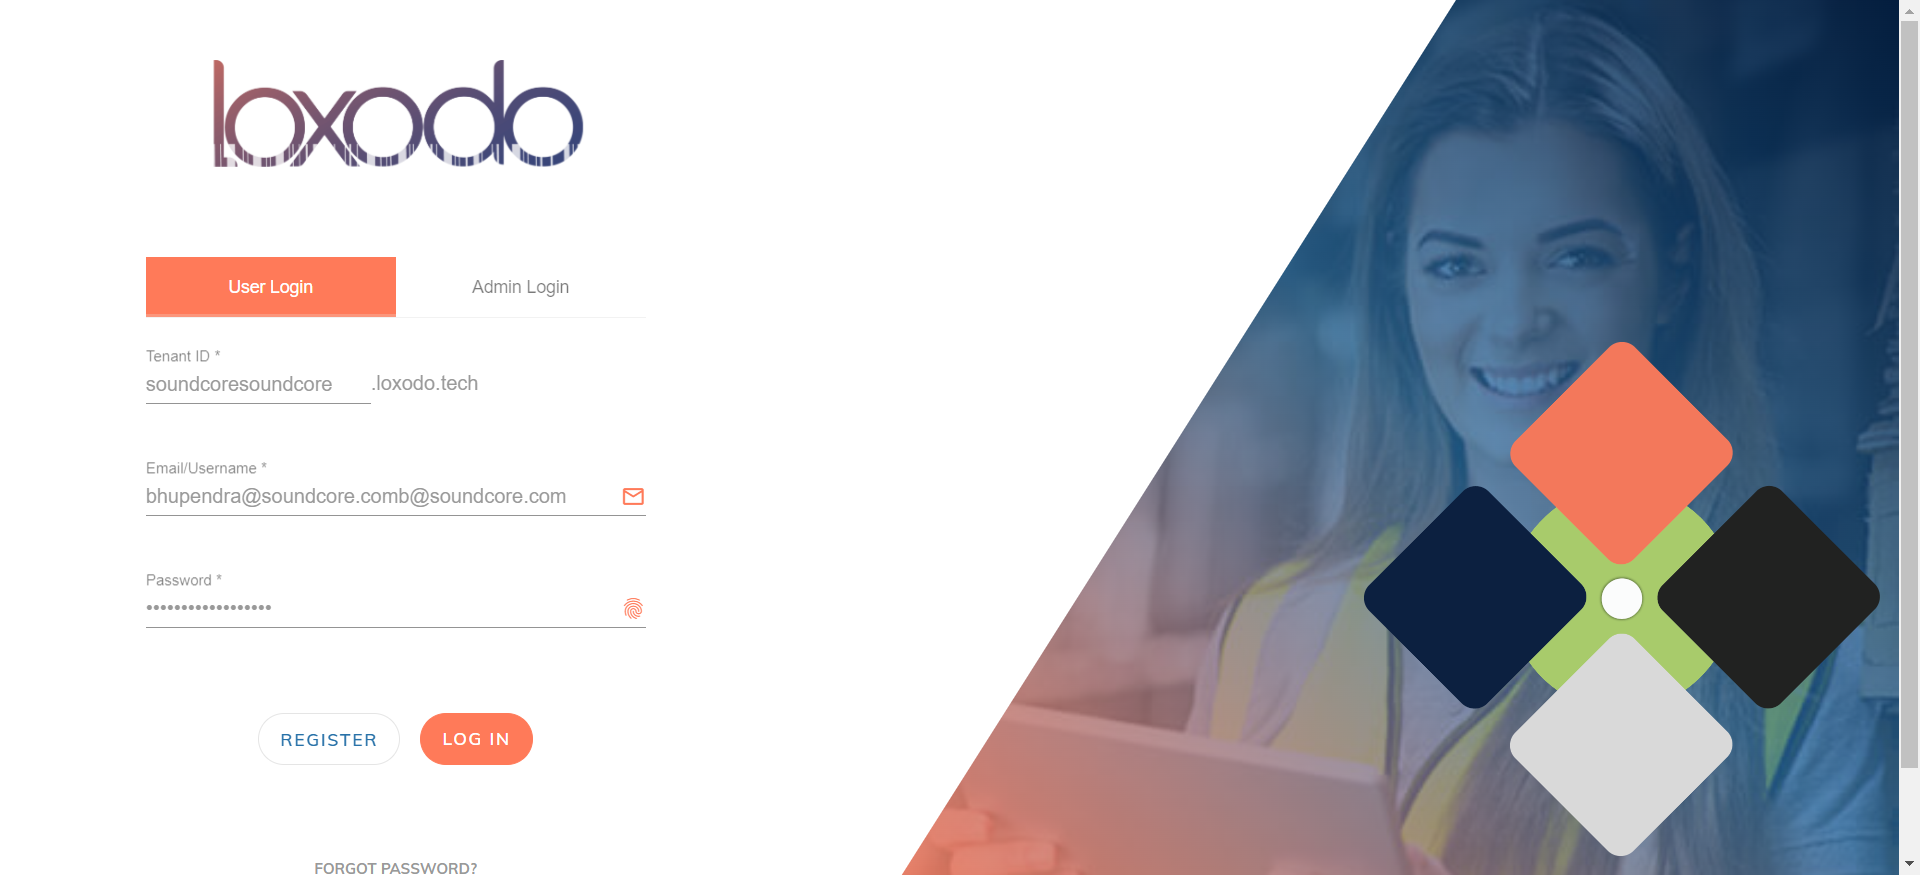 loxodo
User Login
Admin Login
Tenant ID *
soundcoresoundcore .loxodo.tech
Email/Username *
bhupendra@soundcore.comb@soundcore.com
Password *
••••••••••••••••••
REGISTER
LOG IN
FORGOT PASSWORD?